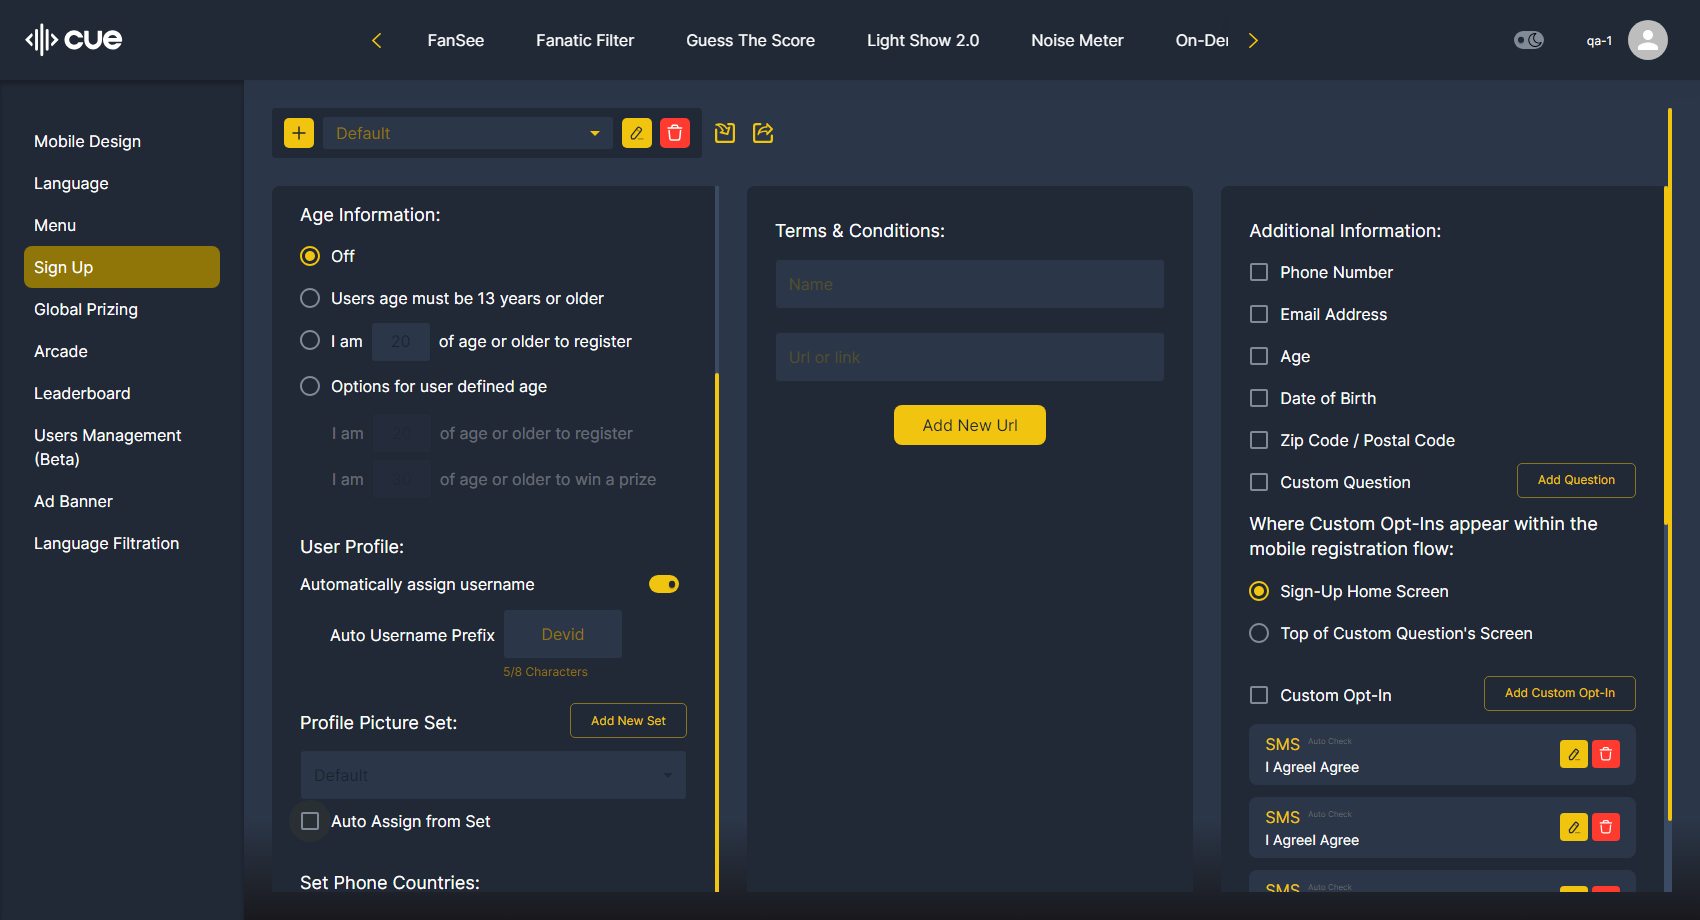 cue
FanSee
Fanatic Filter
Guess The Score
Light Show 2.0
Noise Meter
On-Der
qa-1
Mobile Design
Language
Menu
Sign Up
Global Prizing
Arcade
Leaderboard
Users Management
(Beta)
Ad Banner
Language Filtration
Default
Age Information:
Off
Users age must be 13 years or older
I am 20 of age or older to register
Options for user defined age
I am 20 of age or older to register
I am 30 of age or older to win a prize
User Profile:
Automatically assign username
Auto Username Prefix Devid
5/8 Characters
Profile Picture Set:
Add New Set
Default
Auto Assign from Set
Set Phone Countries:
Terms & Conditions:
Name
Url or link
Add New Url
Additional Information:
Phone Number
Email Address
Age
Date of Birth
Zip Code / Postal Code
Custom Question
Add Question
Where Custom Opt-Ins appear within the
mobile registration flow:
Sign-Up Home Screen
Top of Custom Question's Screen
Custom Opt-In
Add Custom Opt-In
SMS Auto Check
I AgreeI Agree
SMS Auto Check
I AgreeI Agree
SMS Auto Check